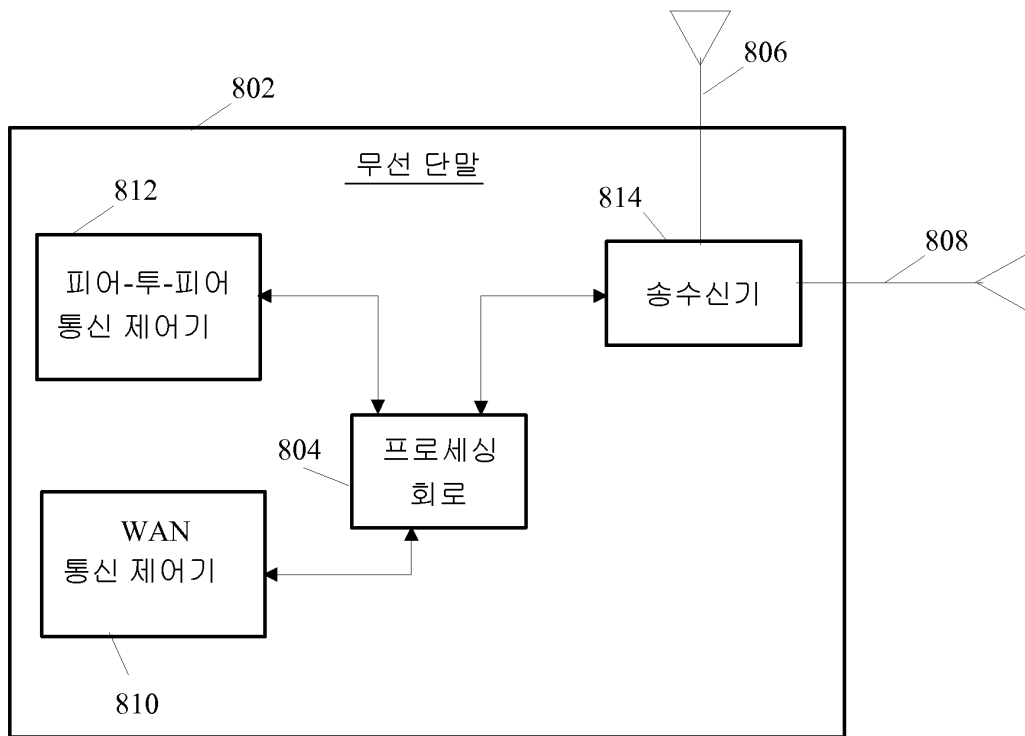 806
802
무선 단말
812
814
808
피어-투-피어
통신 제어기
송수신기
804
프로세싱
회로
WAN
통신 제어기
810